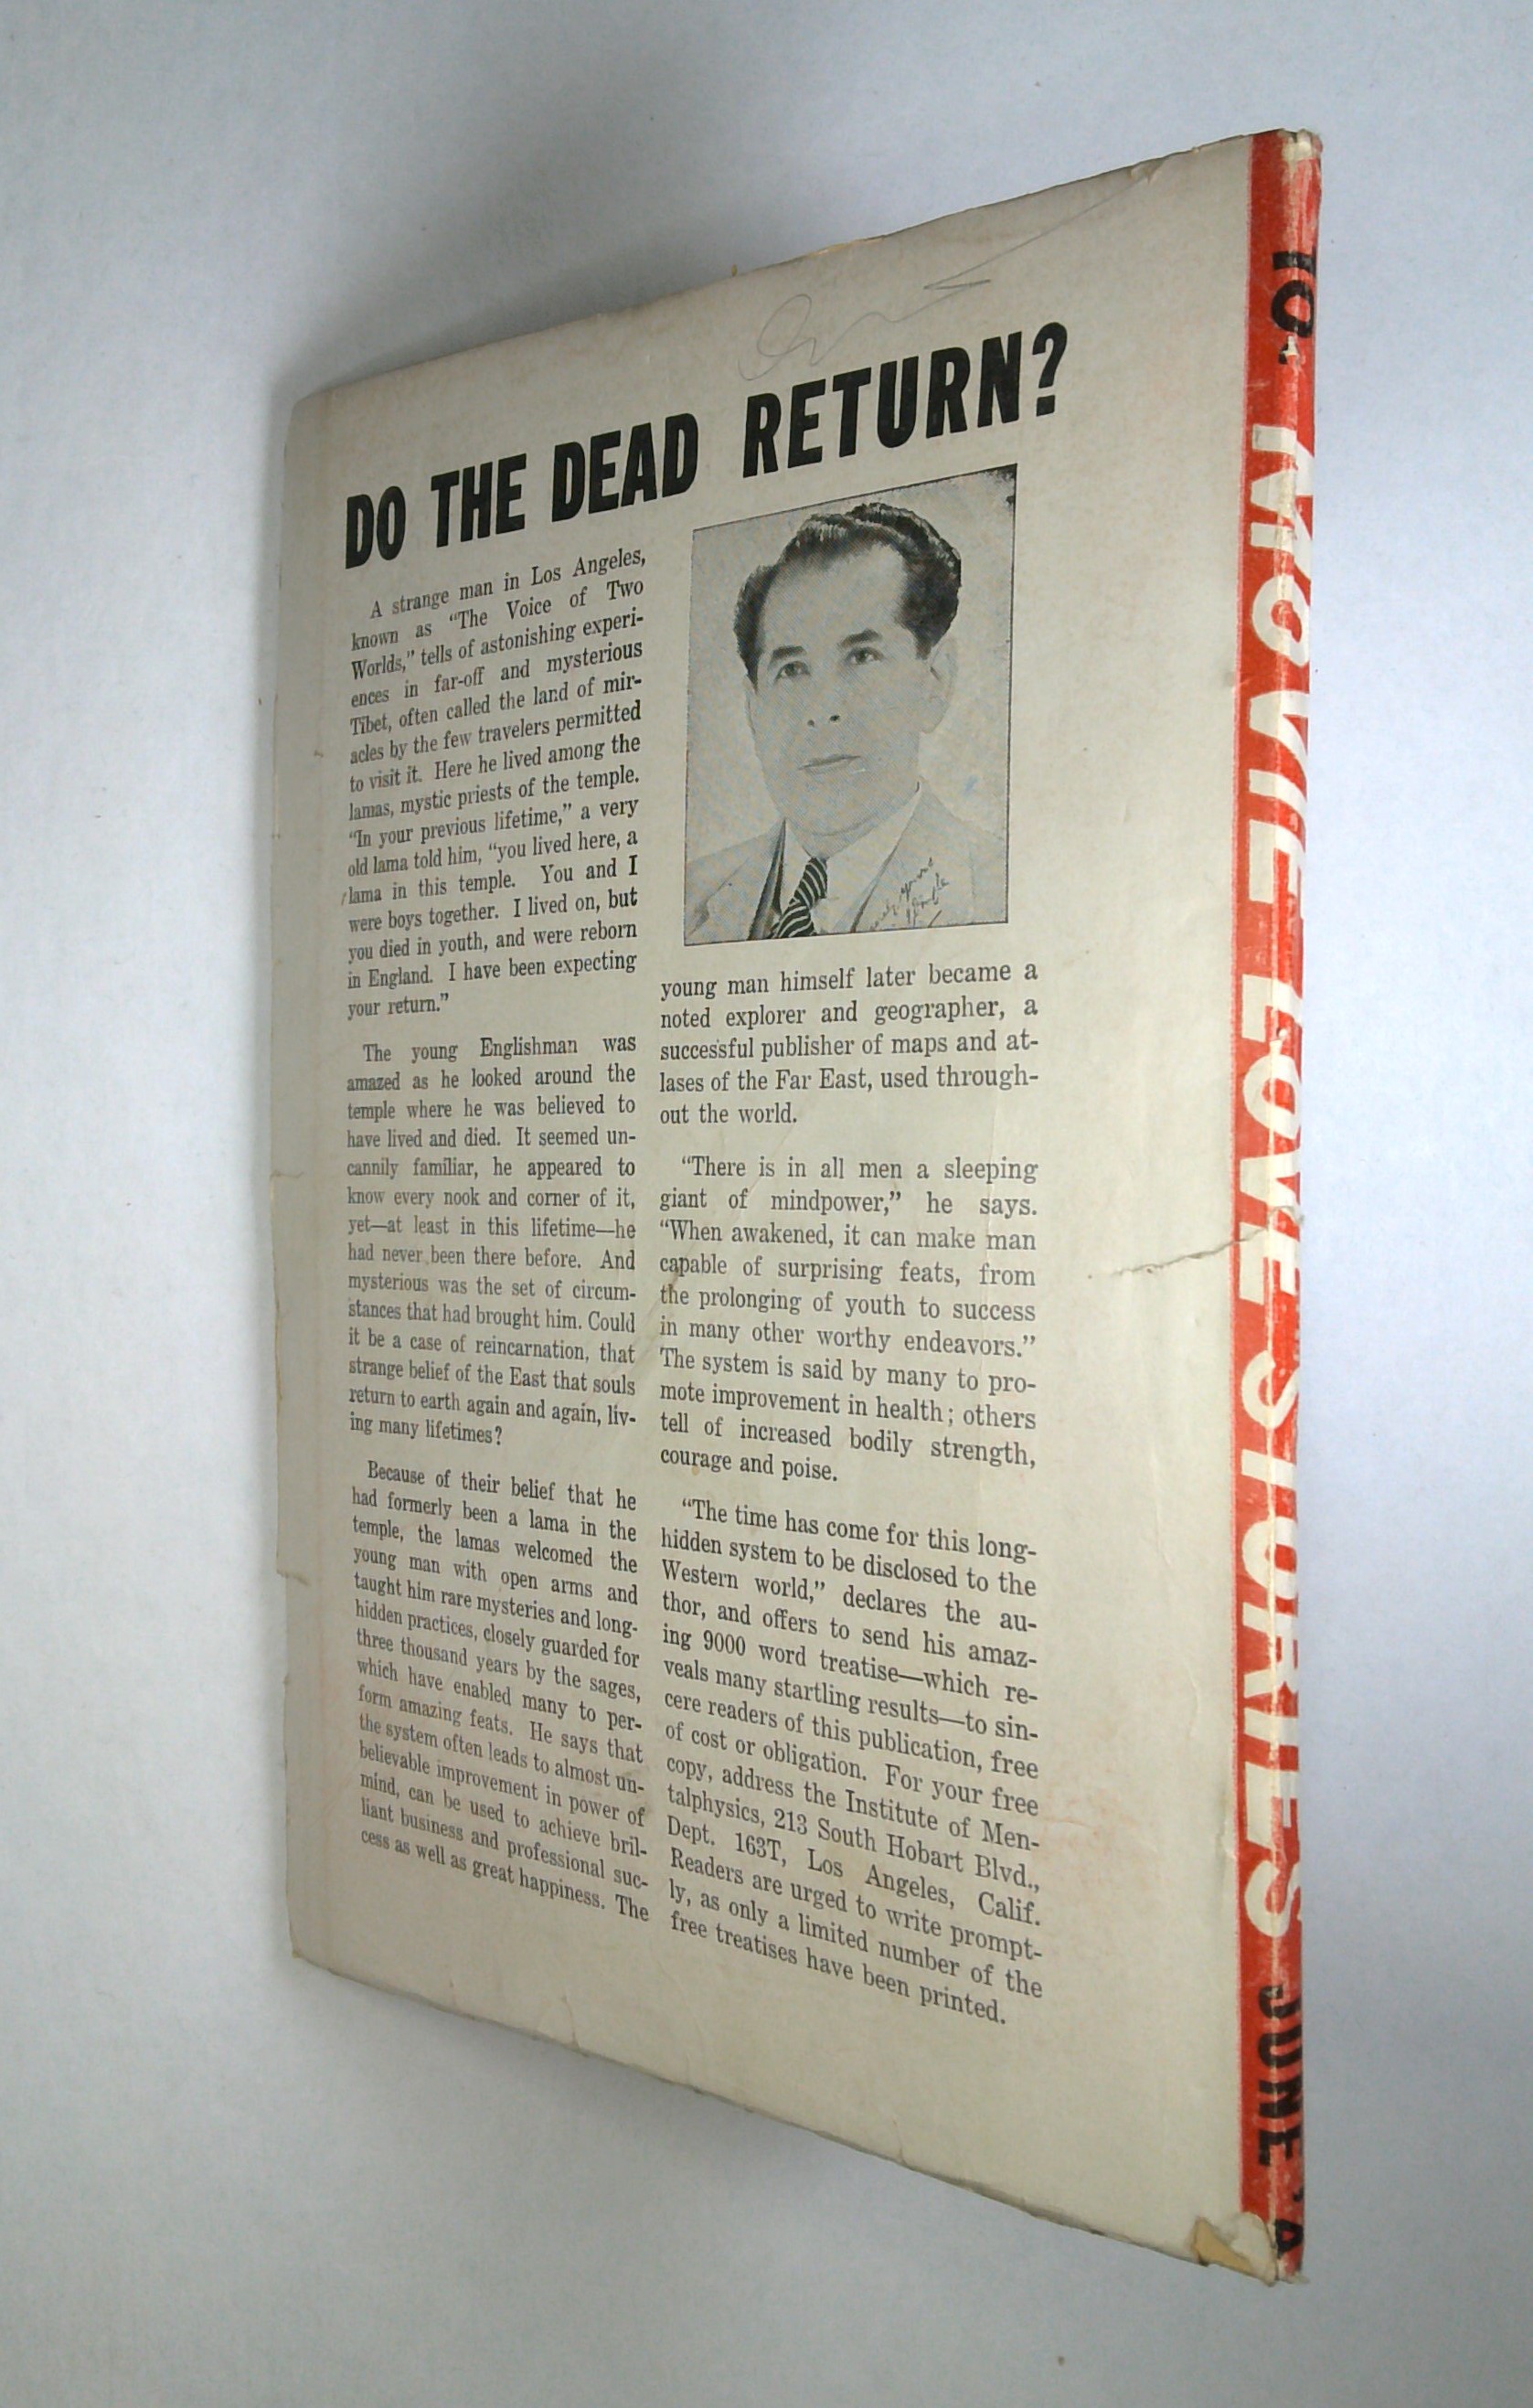 DO THE DEAD RETURN?
A strange man in Los Angeles,
known as “The Voice of Two
Worlds,” tells of astonishing experi-
ences in far-off and mysterious
Tibet, often called the land of mir-
acles by the few travelers permitted
to visit it. Here he lived among the
lamas, mystic priests of the temple.
“In your previous lifetime,” a very
old lama told him, “you lived here, a
lama in this temple. You and I
were boys together. I lived on, but
you died in youth, and were reborn
in England. I have been expecting
your return.”
The young Englishman was
amazed as he looked around the
temple where he was believed to
have lived and died. It seemed un-
cannily familiar, he appeared to
know every nook and corner of it,
yet—at least in this lifetime—he
had never been there before. And
mysterious was the set of circum-
stances that had brought him. Could
it be a case of reincarnation, that
strange belief of the East that souls
return to earth again and again, liv-
ing many lifetimes?
Because of their belief that he
had formerly been a lama in the
temple, the lamas welcomed the
young man with open arms and
taught him rare mysteries and long-
hidden practices, closely guarded for
three thousand years by the sages,
which have enabled many to per-
form amazing feats. He says that
the system often leads to almost un-
believable improvement in power of
mind, can be used to achieve bril-
liant business and professional suc-
cess as well as great happiness. The
young man himself later became a
noted explorer and geographer, a
successful publisher of maps and at-
lases of the Far East, used through-
out the world.
“There is in all men a sleeping
giant of mindpower,” he says.
“When awakened, it can make man
capable of surprising feats, from
the prolonging of youth to success
in many other worthy endeavors.”
The system is said by many to pro-
mote improvement in health; others
tell of increased bodily strength,
courage and poise.
“The time has come for this long-
hidden system to be disclosed to the
Western world,” declares the au-
thor, and offers to send his amaz-
ing 9000 word treatise—which re-
veals many startling results—to sin-
cere readers of this publication, free
of cost or obligation. For your free
copy, address the Institute of Men-
talphysics, 213 South Hobart Blvd.,
Dept. 163T, Los Angeles, Calif.
Readers are urged to write prompt-
ly, as only a limited number of the
free treatises have been printed.
10c. MOVIE LOVE STORIES JUNE